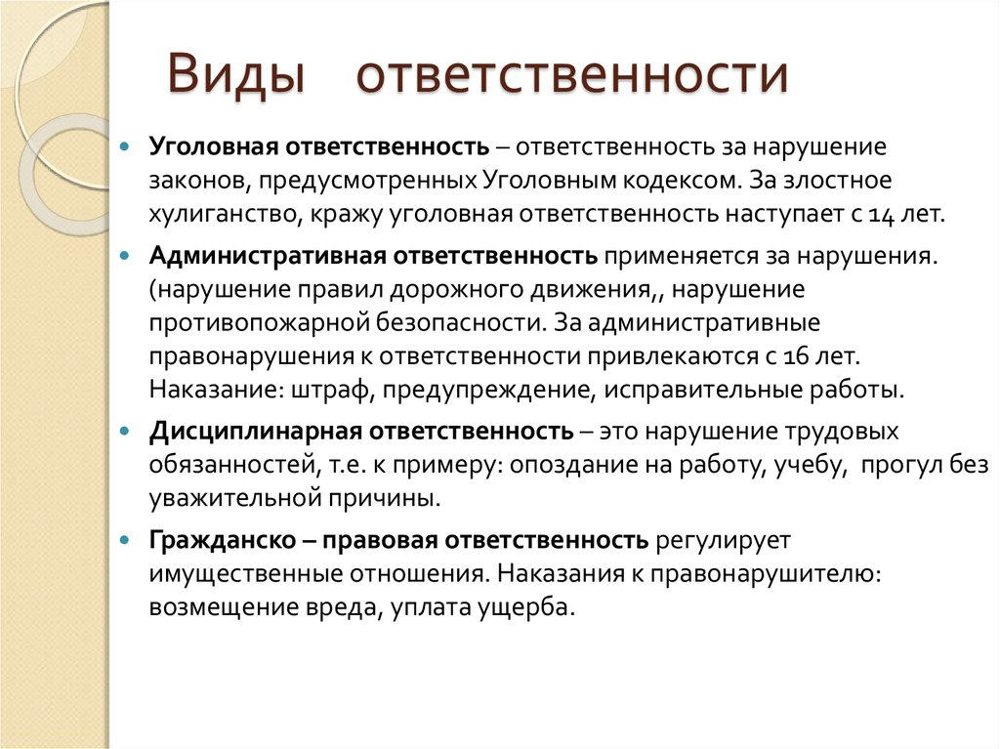 Виды ответственности
• Уголовная ответственность – ответственность за нарушение
законов, предусмотренных Уголовным кодексом. За злостное
хулиганство, кражу уголовная ответственность наступает с 14 лет.
• Административная ответственность применяется за нарушения.
(нарушение правил дорожного движения,, нарушение
противопожарной безопасности. За административные
правонарушения к ответственности привлекаются с 16 лет.
Наказание: штраф, предупреждение, исправительные работы.
• Дисциплинарная ответственность – это нарушение трудовых
обязанностей, т.е. к примеру: опоздание на работу, учебу, прогул без
уважительной причины.
• Гражданско – правовая ответственность регулирует
имущественные отношения. Наказания к правонарушителю:
возмещение вреда, уплата ущерба.